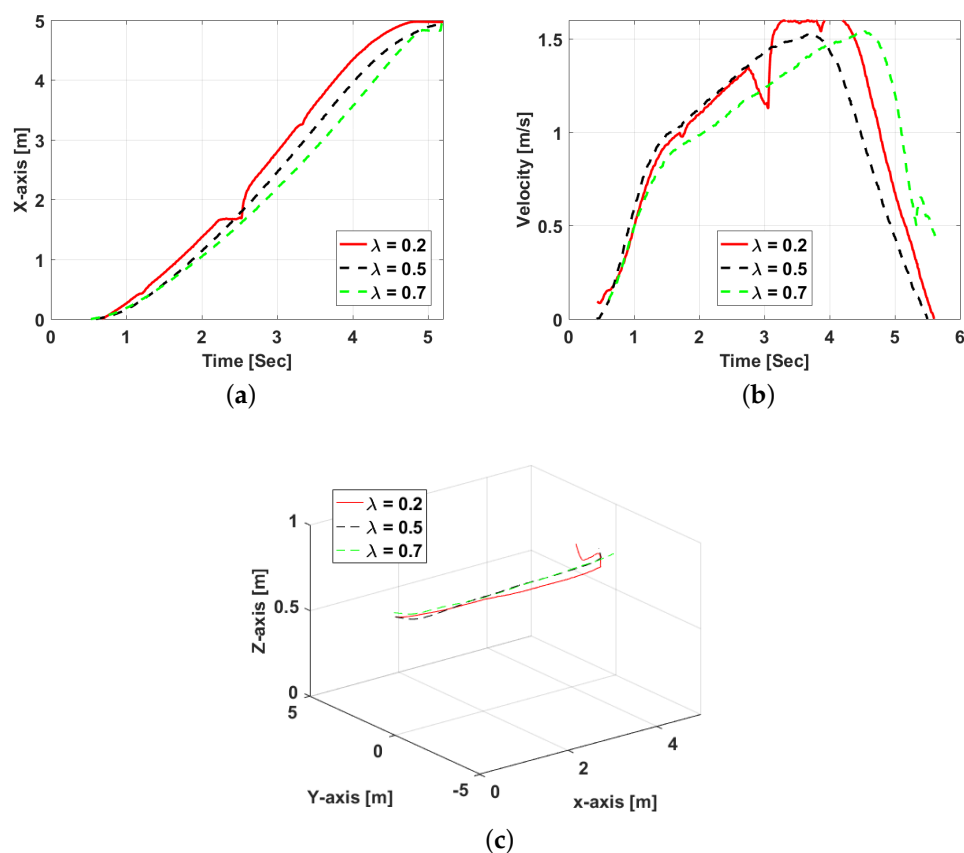 5
4
3
2
1
0
X-axis [m]
λ = 0.2
λ = 0.5
λ = 0.7
0 1 2 3 4 5
Time [Sec]
(a)
1.5
1
0.5
0
Velocity [m/s]
λ = 0.2
λ = 0.5
λ = 0.7
0 1 2 3 4 5 6
Time [Sec]
(b)
λ = 0.2
λ = 0.5
λ = 0.7
1
0.5
0
Z-axis [m]
5
0
-5
Y-axis [m]
0
2
4
x-axis [m]
(c)